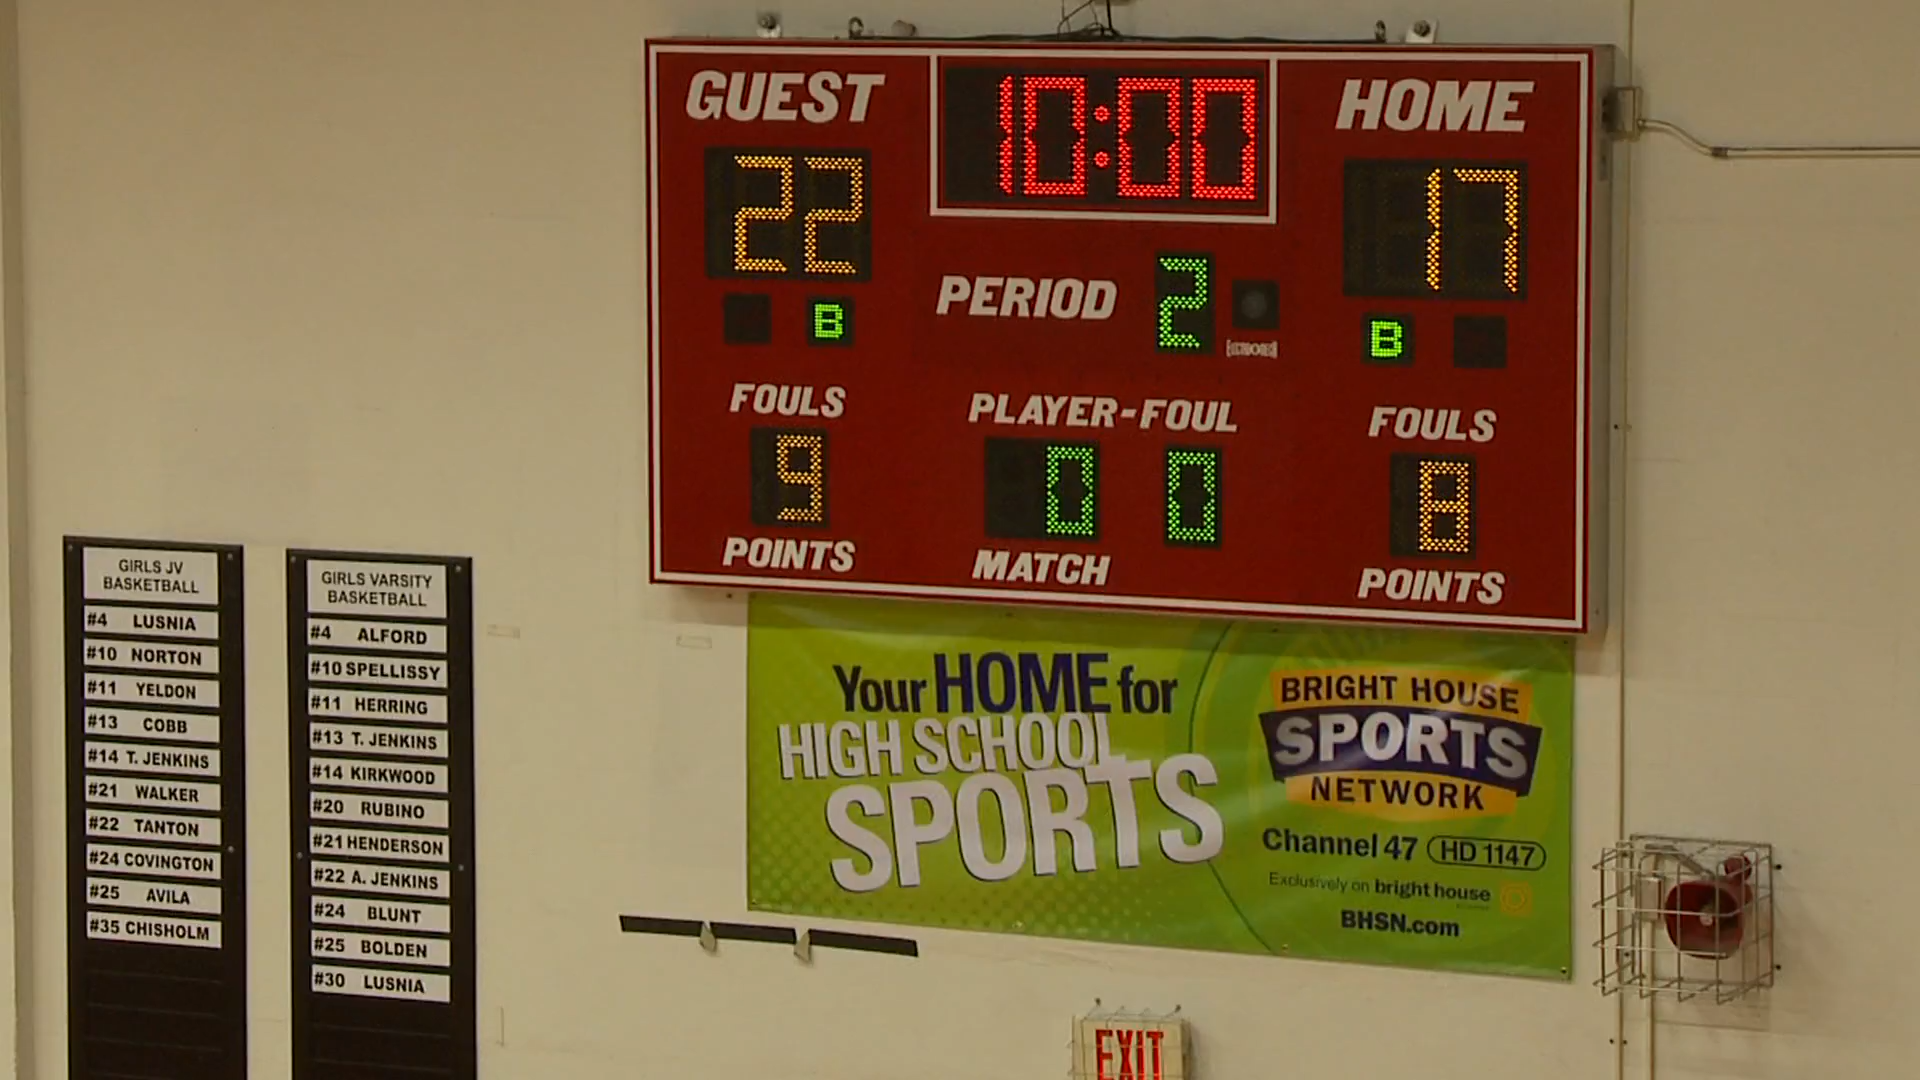 GUEST
10:00
HOME
22
17
B
PERIOD
2
B
FOULS
PLAYER-FOUL
FOULS
9
0
0
8
POINTS
MATCH
POINTS
GIRLS JV
BASKETBALL
#4 LUSNIA
#10 NORTON
#11 YELDON
#13 COBB
#14 T. JENKINS
#21 WALKER
#22 TANTON
#24 COVINGTON
#25 AVILA
#35 CHISHOLM
GIRLS VARSITY
BASKETBALL
#4 ALFORD
#10 SPELLISSY
#11 HERRING
#13 T. JENKINS
#14 KIRKWOOD
#20 RUBINO
#21 HENDERSON
#22 A. JENKINS
#24 BLUNT
#25 BOLDEN
#30 LUSNIA
Your HOME for
HIGH SCHOOL
SPORTS
BRIGHT HOUSE
SPORTS
NETWORK
Channel 47 HD 1147
Exclusively on bright house
BHSN.com
EXIT